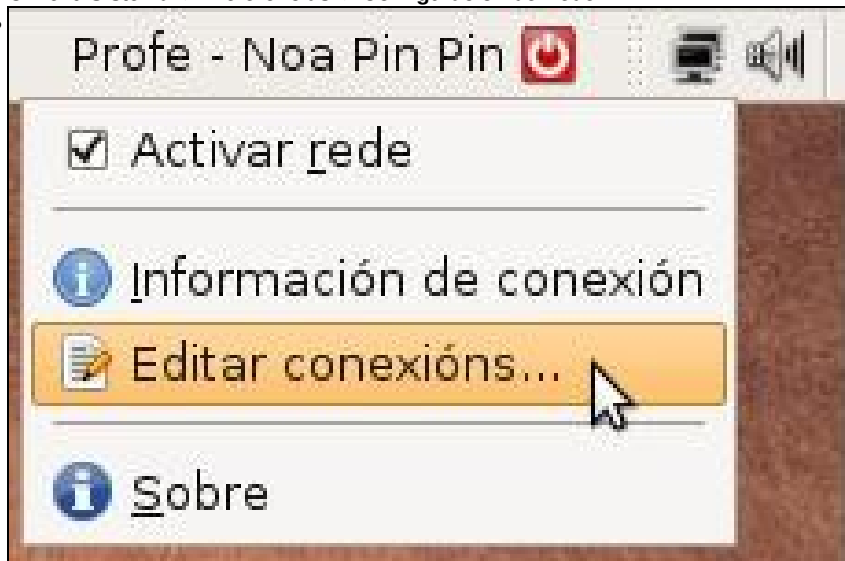 Profe - Noa Pin Pin
Activar rede
Información de conexión
Editar conexións...
Sobre